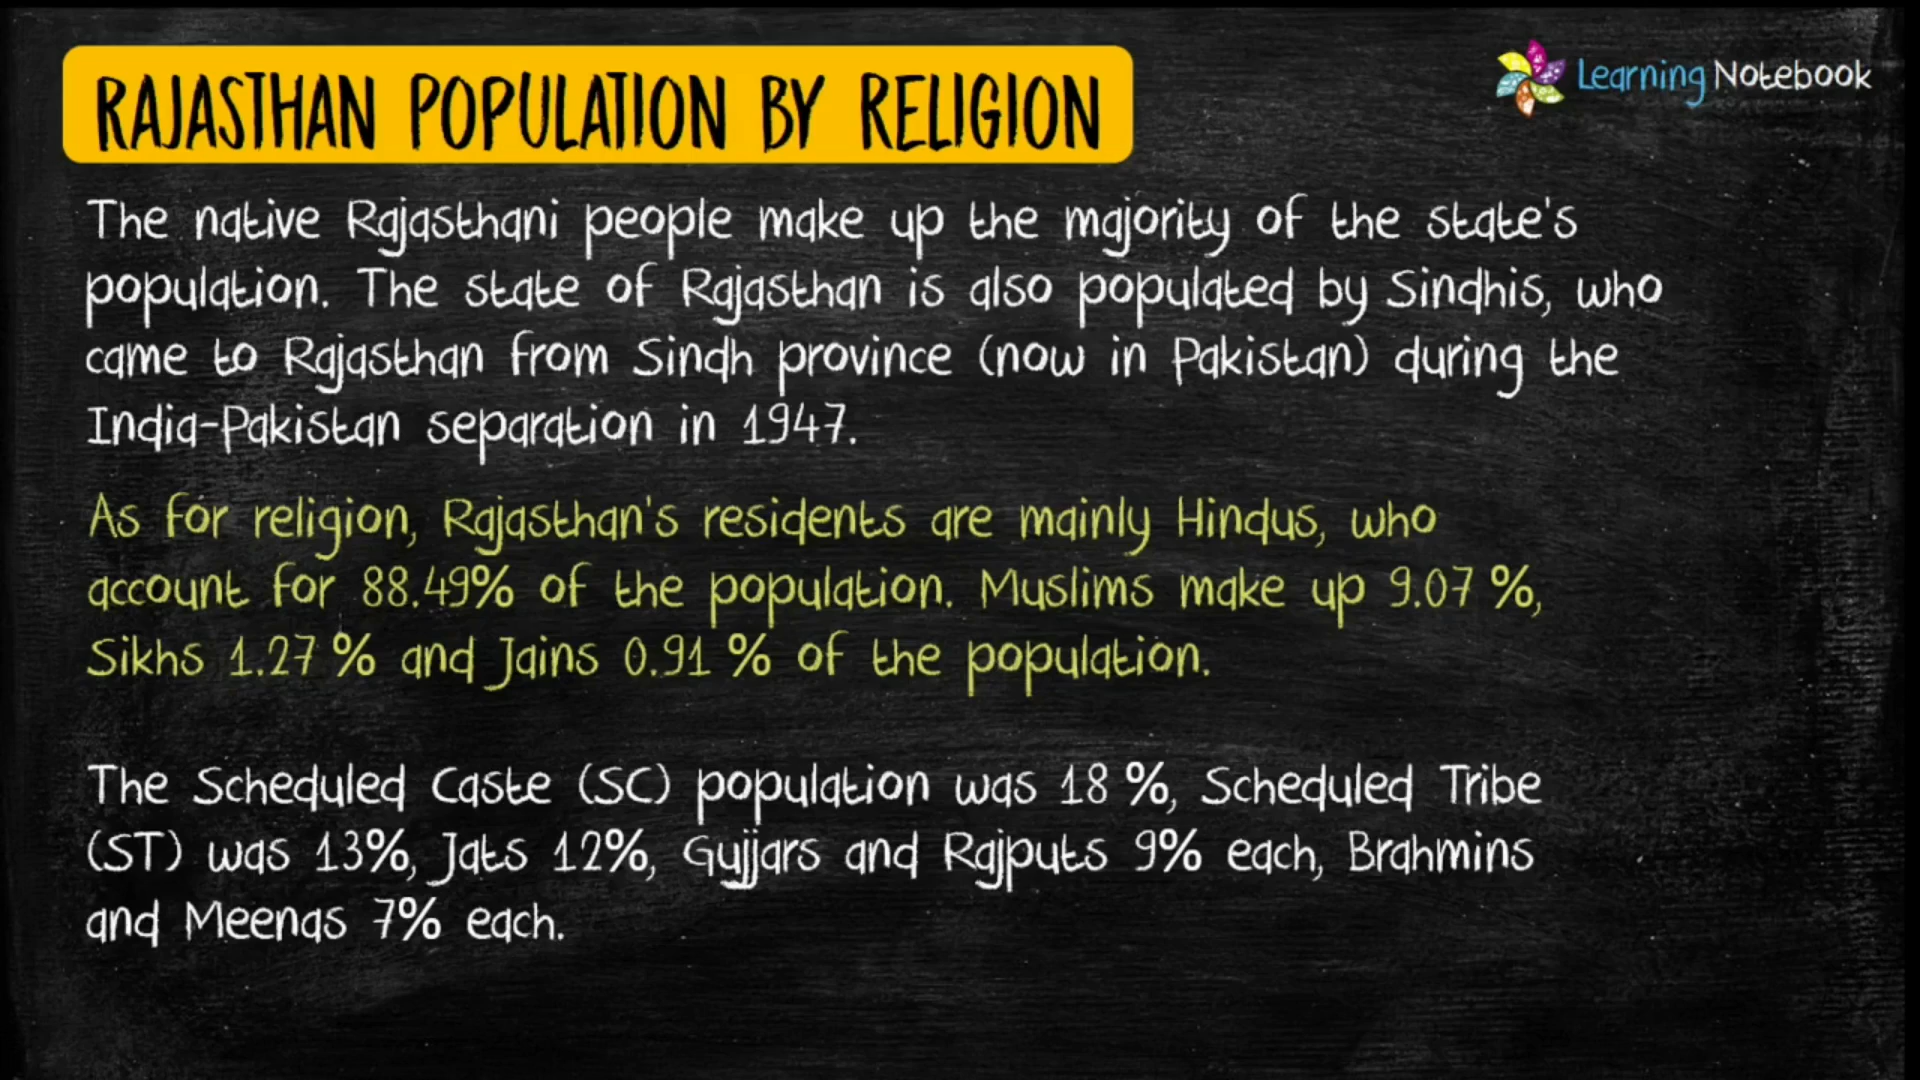 RAJASTHAN POPULATION BY RELIGION
Learning Notebook
The native Rajasthani people make up the majority of the state's
population. The state of Rajasthan is also populated by Sindhis, who
came to Rajasthan from Sindh province (now in Pakistan) during the
India-Pakistan separation in 1947.
As for religion, Rajasthan's residents are mainly Hindus, who
account for 88.49% of the population. Muslims make up 9.07 %,
Sikhs 1.27 % and Jains 0.91 % of the population.
The Scheduled Caste (SC) population was 18 %, Scheduled Tribe
(ST) was 13%, Jats 12%, Gujjars and Rajputs 9% each, Brahmins
and Meenas 7% each.